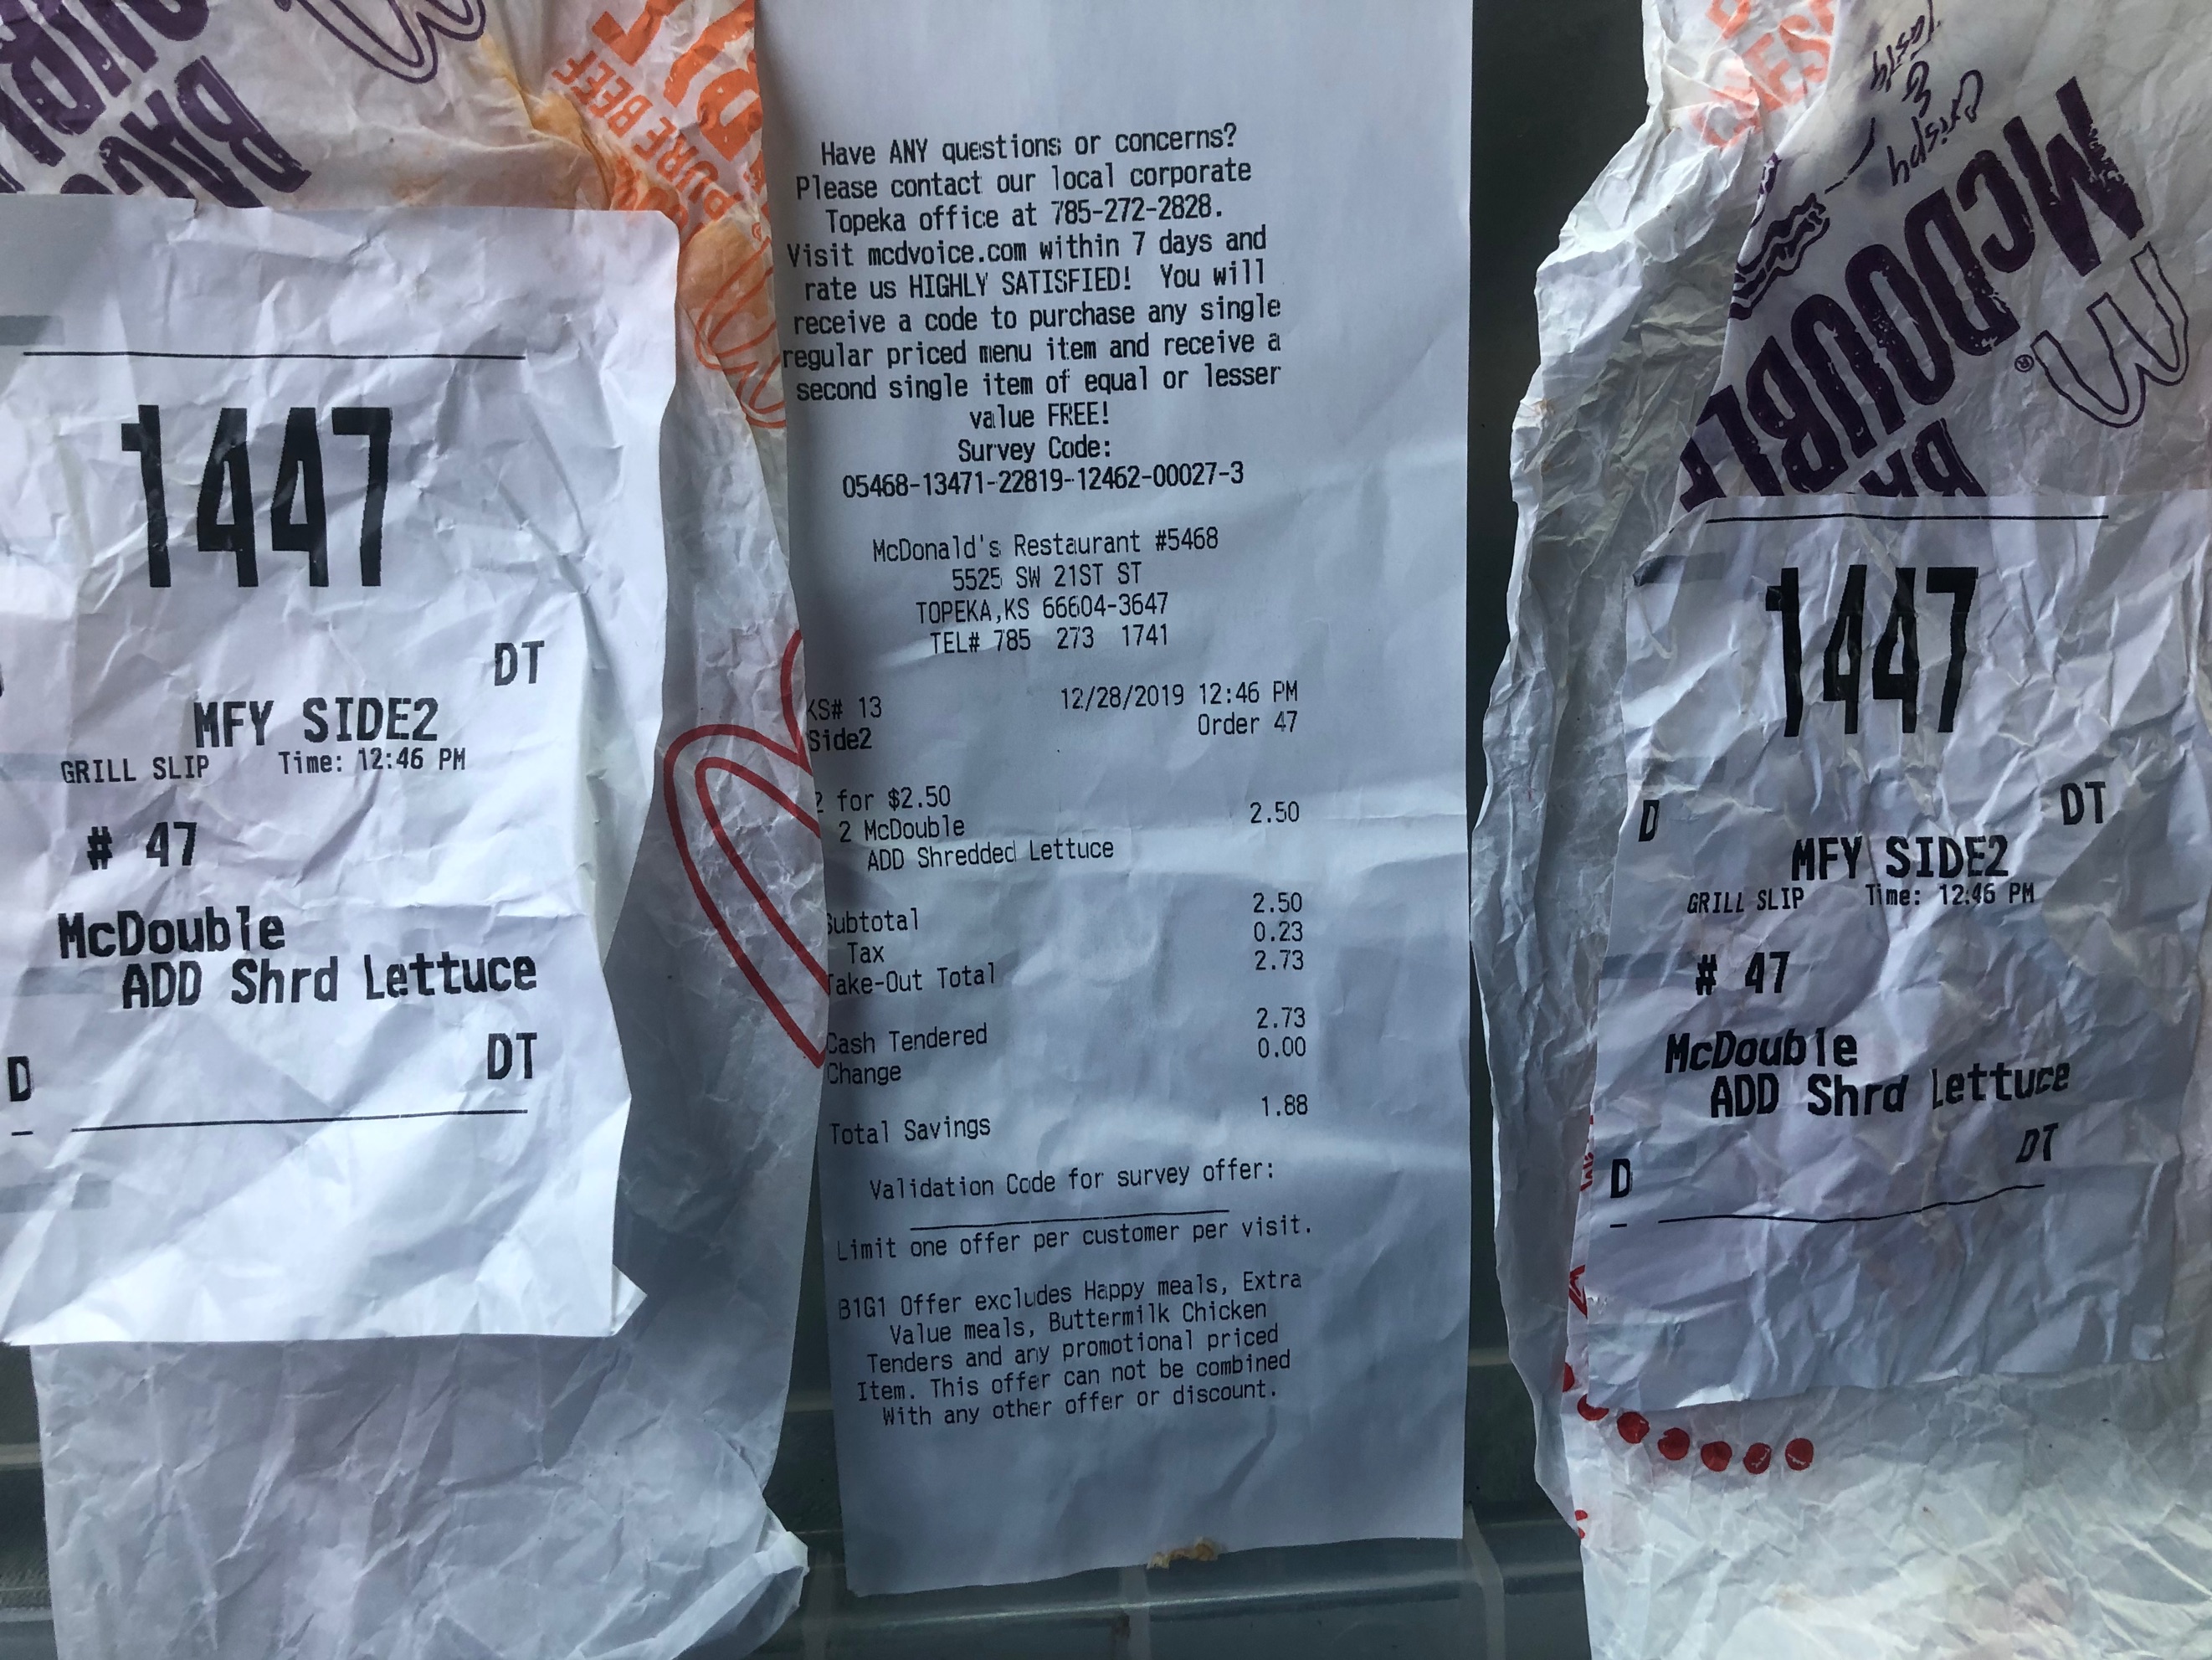 BACON
PURE BEEF
1447
DT
MFY SIDE2
GRILL SLIP Time: 12:46 PM
# 47
McDouble
ADD Shrd Lettuce
D DT
Have ANY questions or concerns?
Please contact our local corporate
Topeka office at 785-272-2828.
Visit mcdvoice.com within 7 days and
rate us HIGHLY SATISFIED! You will
receive a code to purchase any single
regular priced menu item and receive a
second single item of equal or lesser
value FREE!
Survey Code:
05468-13471-22819-12462-00027-3
McDonald's Restaurant #5468
5525 SW 21ST ST
TOPEKA,KS 66604-3647
TEL# 785 273 1741
KS# 13 12/28/2019 12:46 PM
Side2 Order 47
2 for $2.50
2 McDouble 2.50
ADD Shredded Lettuce
Subtotal 2.50
Tax 0.23
Take-Out Total 2.73
Cash Tendered 2.73
Change 0.00
Total Savings 1.88
Validation Code for survey offer:
Limit one offer per customer per visit.
B1G1 Offer excludes Happy meals, Extra
Value meals, Buttermilk Chicken
Tenders and any promotional priced
Item. This offer can not be combined
With any other offer or discount.
Crispy & Tasty
McDOUBLE
1447
D DT
MFY SIDE2
GRILL SLIP Time: 12:46 PM
# 47
McDouble
ADD Shrd Lettuce
D DT